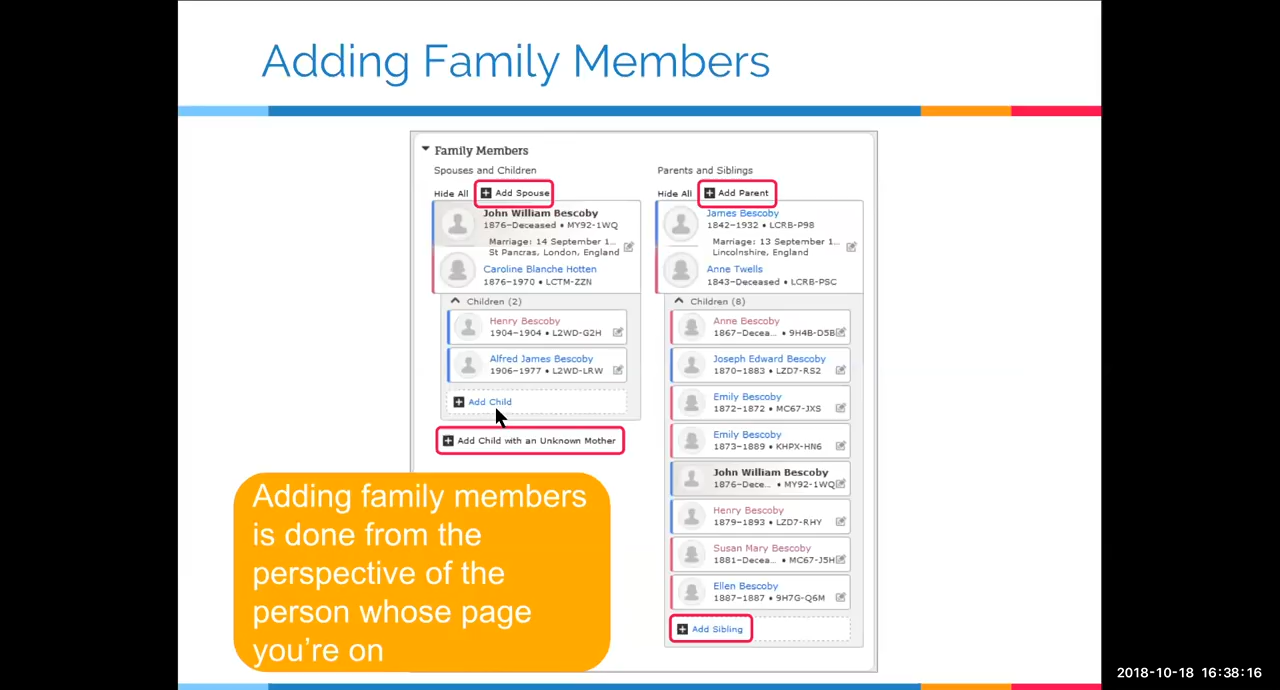 Adding Family Members
Family Members
Spouses and Children
Hide All
Add Spouse
John William Bescoby
1876–Deceased • MY92-1WQ
Marriage: 14 September 1...
St Pancras, London, England
Caroline Blanche Hotten
1876–1970 • LCTM-ZZN
Children (2)
Henry Bescoby
1904–1904 • L2WD-G2H
Alfred James Bescoby
1906–1977 • L2WD-LRW
Add Child
Add Child with an Unknown Mother
Parents and Siblings
Hide All
Add Parent
James Bescoby
1842–1932 • LCRB-P98
Marriage: 13 September 1...
Lincolnshire, England
Anne Twells
1843–Deceased • LCRB-PSC
Children (8)
Anne Bescoby
1867–Decea... • 9H4B-D5B
Joseph Edward Bescoby
1870–1883 • LZD7-RS2
Emily Bescoby
1872–1872 • MC67-JXS
Emily Bescoby
1873–1889 • KHPX-HN6
John William Bescoby
1876–Dece... • MY92-1WQ
Henry Bescoby
1879–1893 • LZD7-RHY
Susan Mary Bescoby
1881–Decea... • MC67-J5H
Ellen Bescoby
1887–1887 • 9H7G-Q6M
Add Sibling
Adding family members
is done from the
perspective of the
person whose page
you’re on
2018-10-18 16:38:16